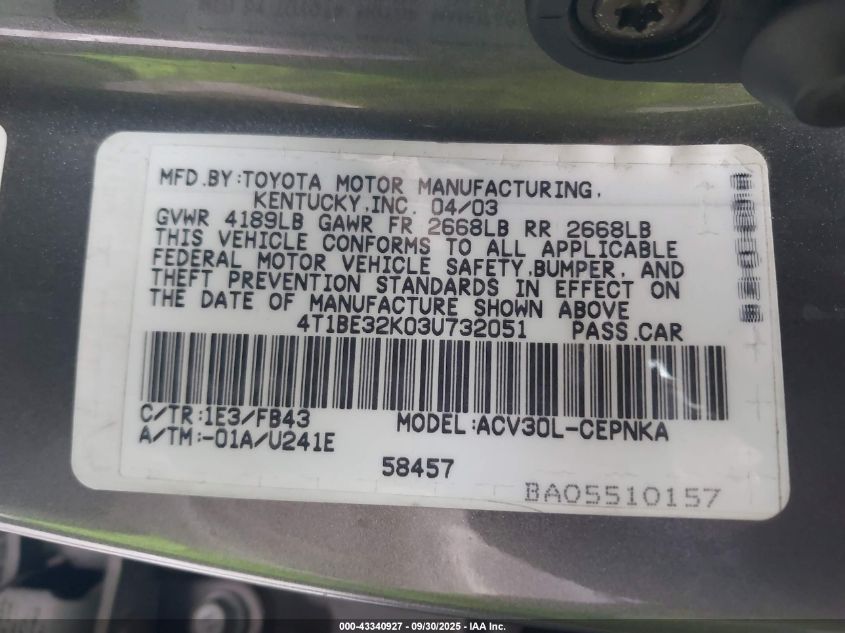 MFD.BY:TOYOTA MOTOR MANUFACTURING,
KENTUCKY,INC. 04/03
GVWR 4189LB GAWR FR 2668LB RR 2668LB
THIS VEHICLE CONFORMS TO ALL APPLICABLE
FEDERAL MOTOR VEHICLE SAFETY,BUMPER, AND
THEFT PREVENTION STANDARDS IN EFFECT ON
THE DATE OF MANUFACTURE SHOWN ABOVE
4T1BE32K03U732051 PASS.CAR
C/TR:1E3/FB43 MODEL:ACV30L-CEPNKA
A/TM:-01A/U241E
58457
BA05510157
000-43340927 - 09/30/2025 - IAA Inc.